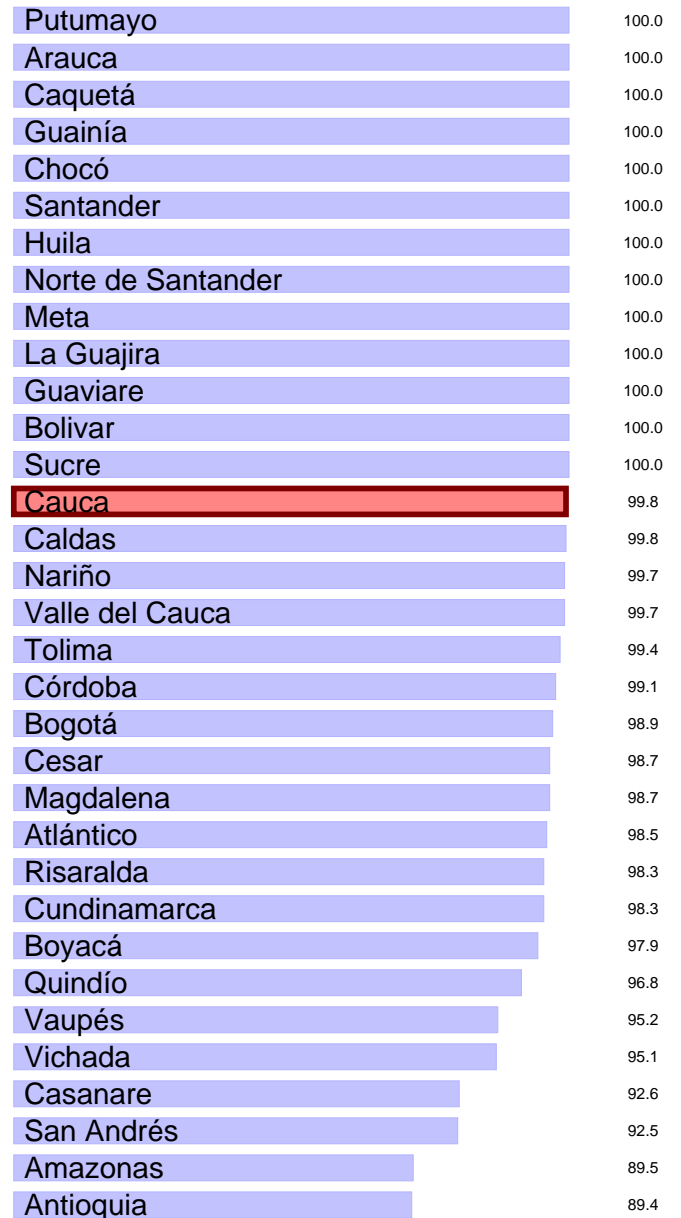 Putumayo 100.0
Arauca 100.0
Caquetá 100.0
Guainía 100.0
Chocó 100.0
Santander 100.0
Huila 100.0
Norte de Santander 100.0
Meta 100.0
La Guajira 100.0
Guaviare 100.0
Bolivar 100.0
Sucre 100.0
Cauca 99.8
Caldas 99.8
Nariño 99.7
Valle del Cauca 99.7
Tolima 99.4
Córdoba 99.1
Bogotá 98.9
Cesar 98.7
Magdalena 98.7
Atlántico 98.5
Risaralda 98.3
Cundinamarca 98.3
Boyacá 97.9
Quindío 96.8
Vaupés 95.2
Vichada 95.1
Casanare 92.6
San Andrés 92.5
Amazonas 89.5
Antioquia 89.4